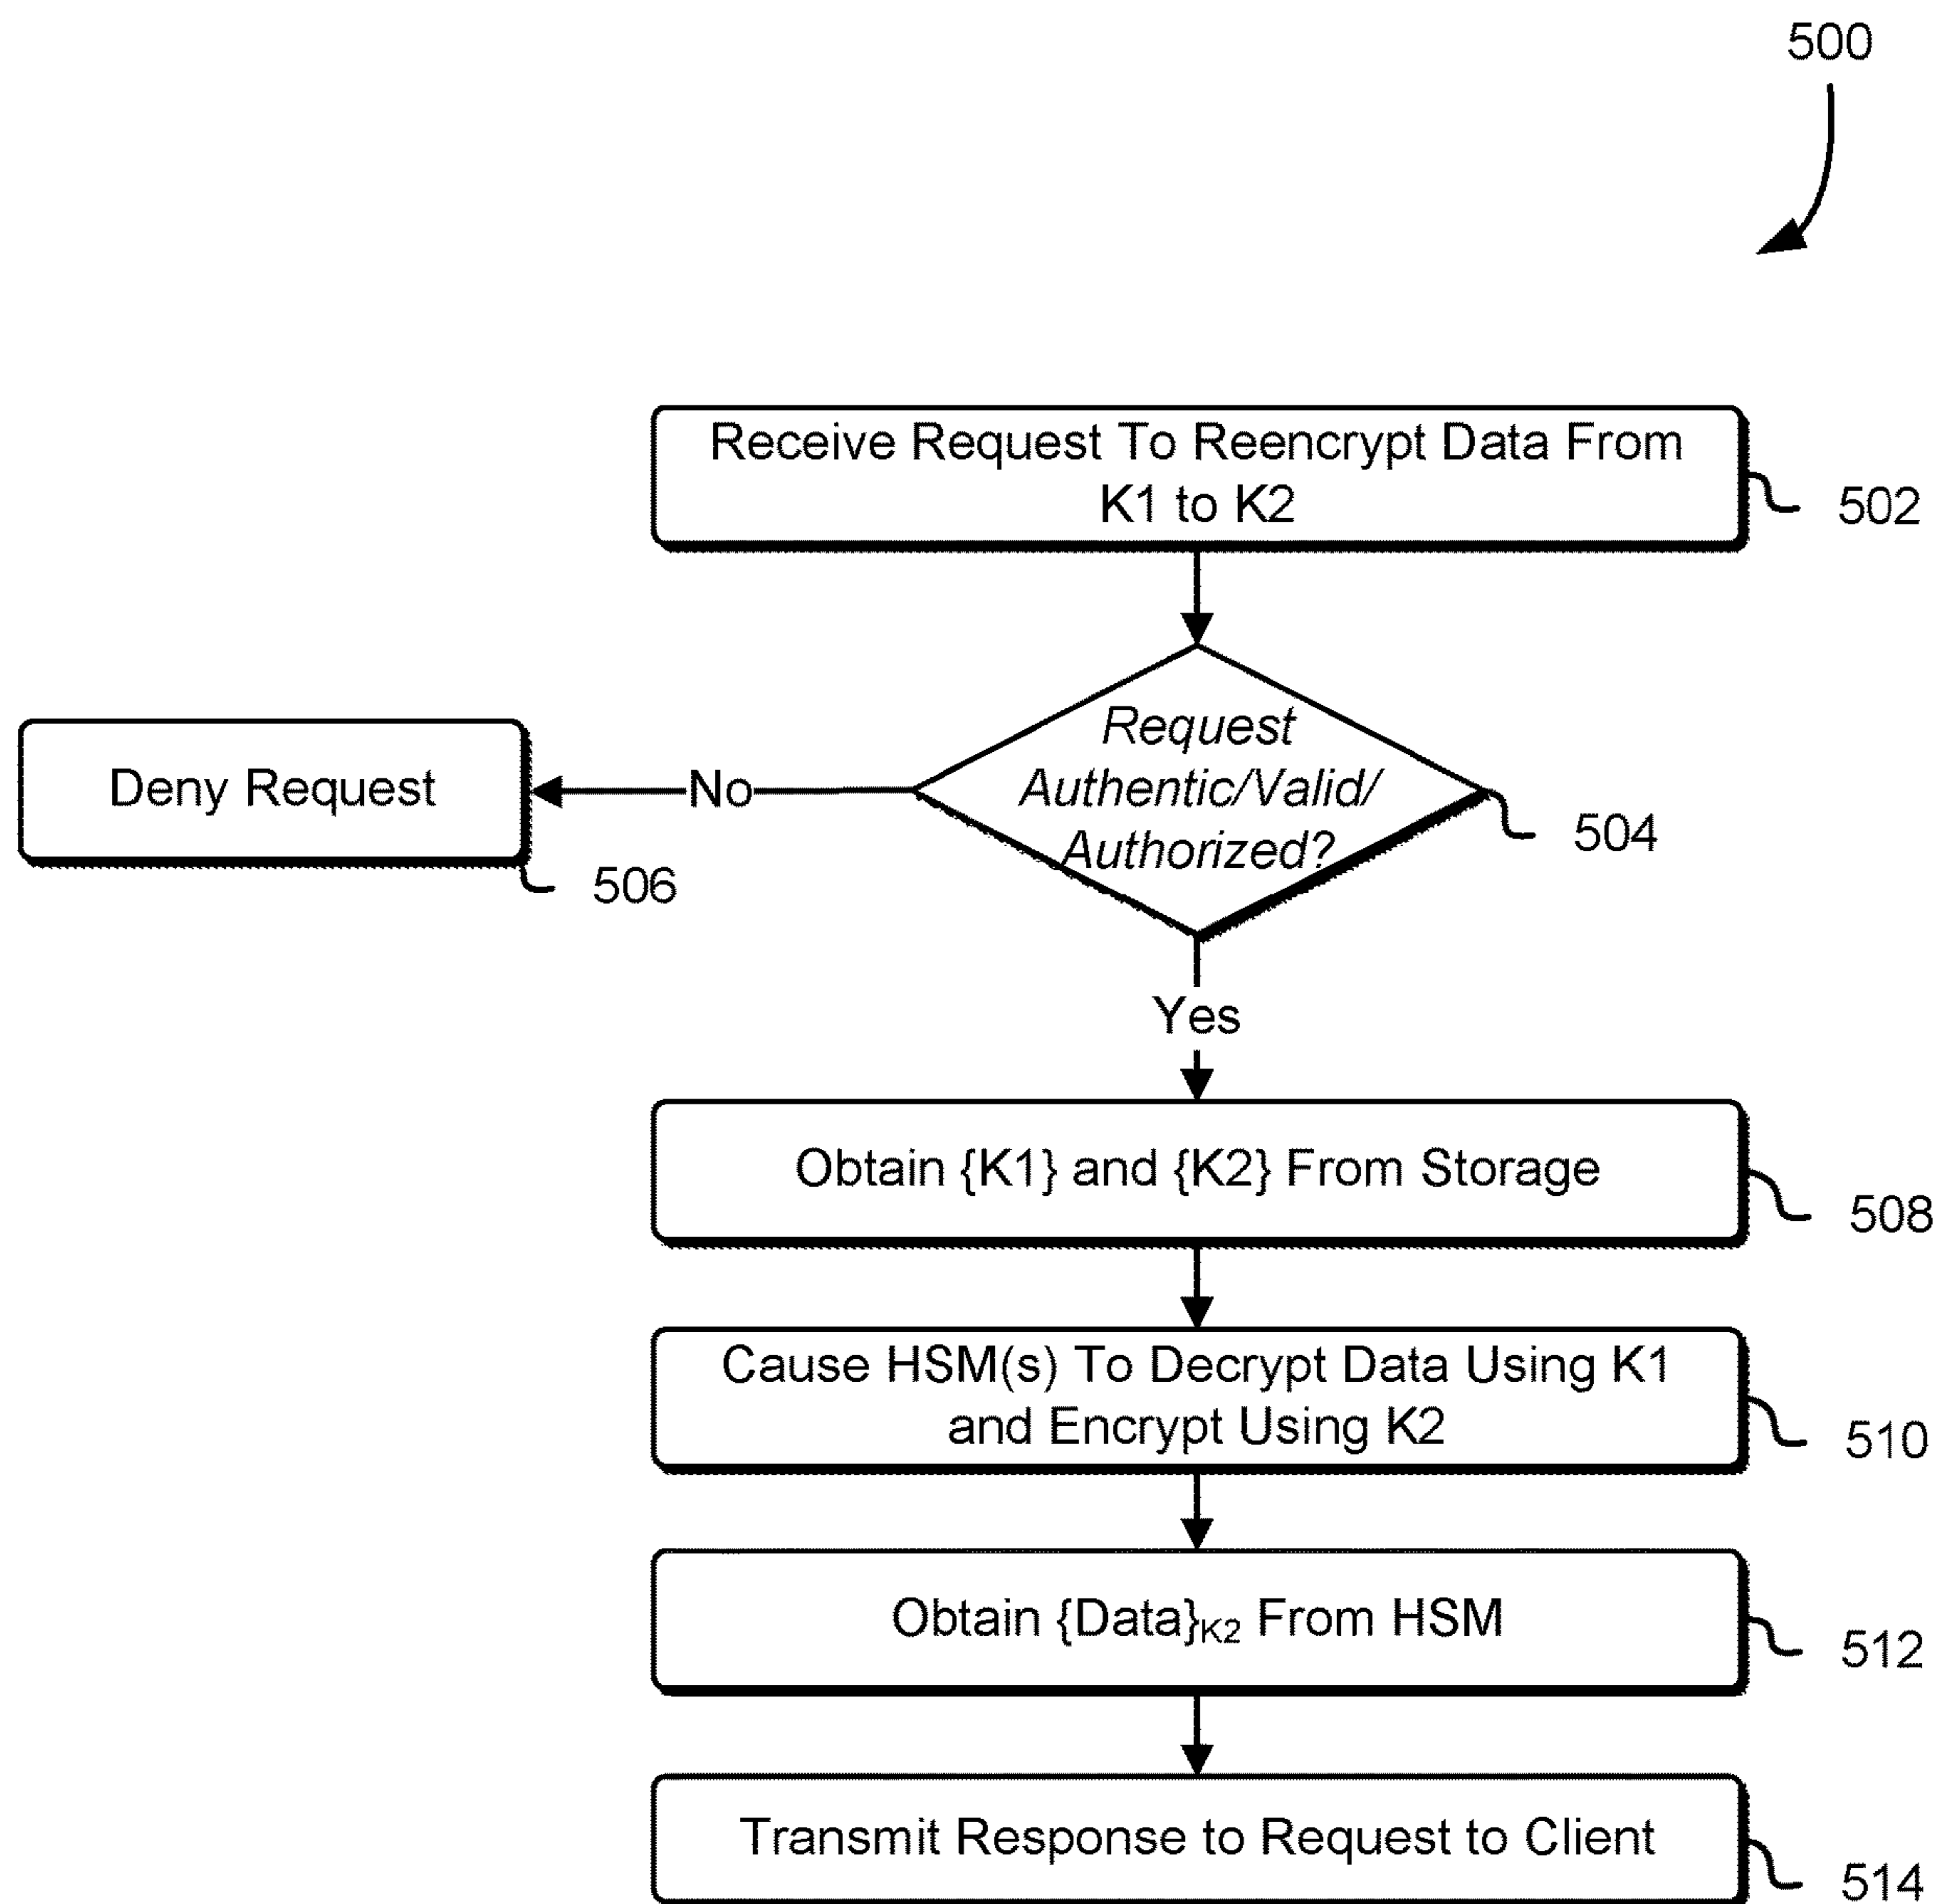 500
Receive Request To Reencrypt Data From
K1 to K2
502
Request
Authentic/Valid/
Authorized?
504
No
Deny Request
506
Yes
Obtain {K1} and {K2} From Storage
508
Cause HSM(s) To Decrypt Data Using K1
and Encrypt Using K2
510
Obtain {Data}K2 From HSM
512
Transmit Response to Request to Client
514